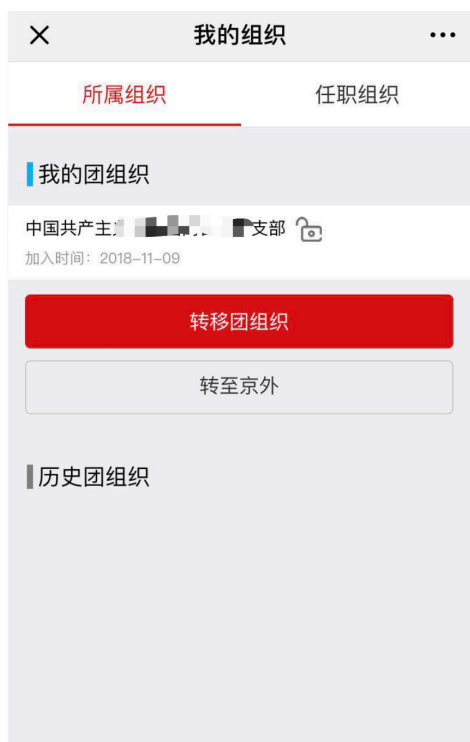 我的组织
所属组织 任职组织
我的团组织
中国共产主 支部
加入时间：2018-11-09
转移团组织
转至京外
历史团组织